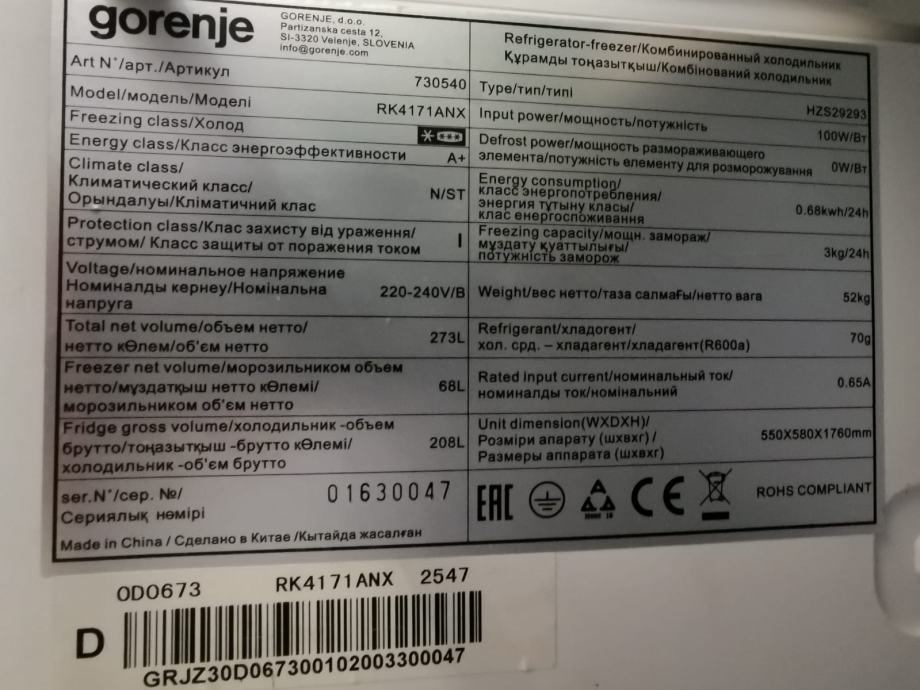 gorenje
GORENJE, d.o.o.
Partizanska cesta 12,
SI-3320 Velenje, SLOVENIA
info@gorenje.com
Art N°/арт./Артикул 730540
Model/модель/Моделі RK4171ANX
Freezing class/Холод
Energy class/Класс энергоэффективности A+
Climate class/
Климатический класс/
Орындалуы/Кліматичний клас N/ST
Protection class/Клас захисту від ураження/
струмом/ Класс защиты от поражения током I
Voltage/номинальное напряжение
Номиналды кернеу/Номінальна
напруга 220-240V/В
Total net volume/объем нетто/
нетто көлем/об'єм нетто 273L
Freezer net volume/морозильником объем
нетто/мұздатқыш нетто көлемі/
морозильником об'єм нетто 68L
Fridge gross volume/холодильник -объем
брутто/тоңазытқыш -брутто көлемі/
холодильник -об'єм брутто 208L
ser.N°/сер. №/
Сериялық нөмірі 01630047
Made in China / Сделано в Китае /Кытайда жасалған
Refrigerator-freezer/Комбинированный холодильник
Құрамды тоңазытқыш/Комбінований холодильник
Type/тип/типі HZS29293
Input power/мощность/потужність 100W/Вт
Defrost power/мощность размораживающего
элемента/потужність елементу для розморожування 0W/Вт
Energy consumption/
класс энергопотребления/
энергия тұтыну класы/
клас енергоспоживання 0.68kwh/24h
Freezing capacity/мощн. замораж/
мұздату қуаттылығы/
потужність заморож 3kg/24h
Weight/вес нетто/таза салмағы/нетто вага 52kg
Refrigerant/хладогент/
хол. срд. – хладагент/хладагент(R600a) 70g
Rated input current/номинальный ток/
номиналды ток/номінальний 0.65A
Unit dimension(WXDXH)/
Розміри апарату (шхвхг) /
Размеры аппарата (шхвхг) 550X580X1760mm
EAC CE ROHS COMPLIANT
0D0673 RK4171ANX 2547
D
GRJZ30D067300102003300047